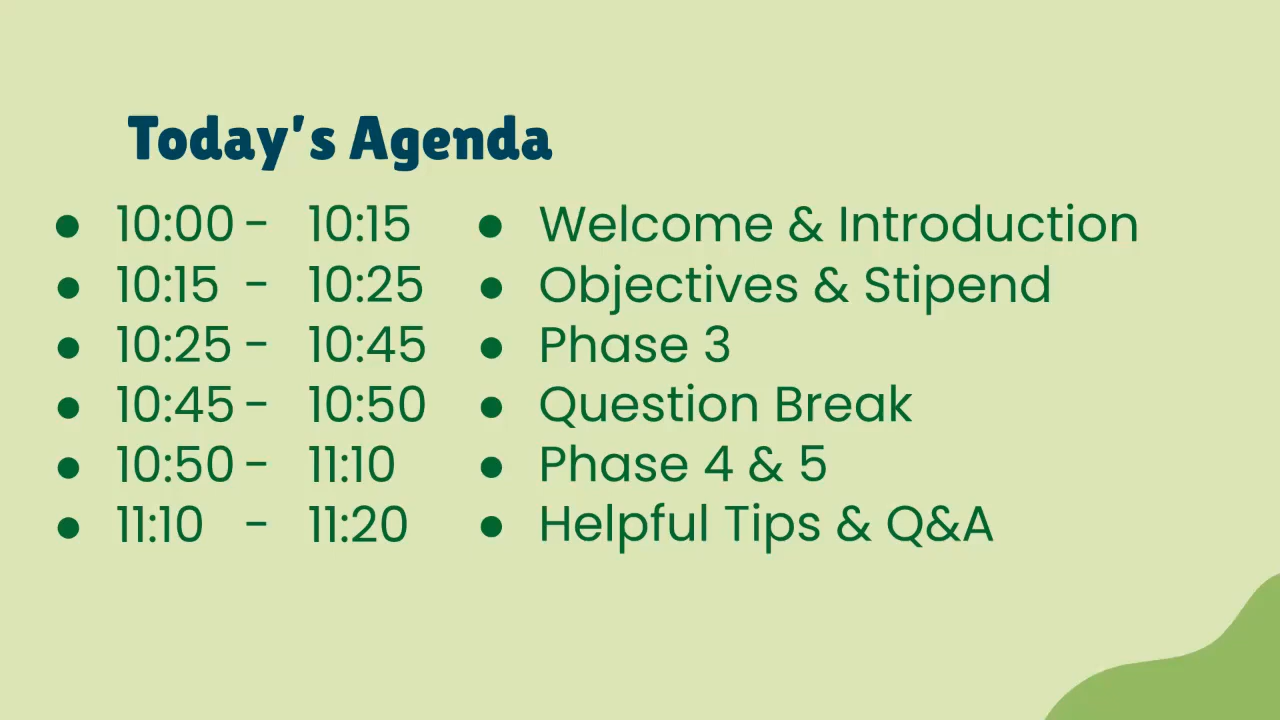 Today's Agenda
● 10:00 - 10:15 ● Welcome & Introduction
● 10:15 - 10:25 ● Objectives & Stipend
● 10:25 - 10:45 ● Phase 3
● 10:45 - 10:50 ● Question Break
● 10:50 - 11:10 ● Phase 4 & 5
● 11:10 - 11:20 ● Helpful Tips & Q&A